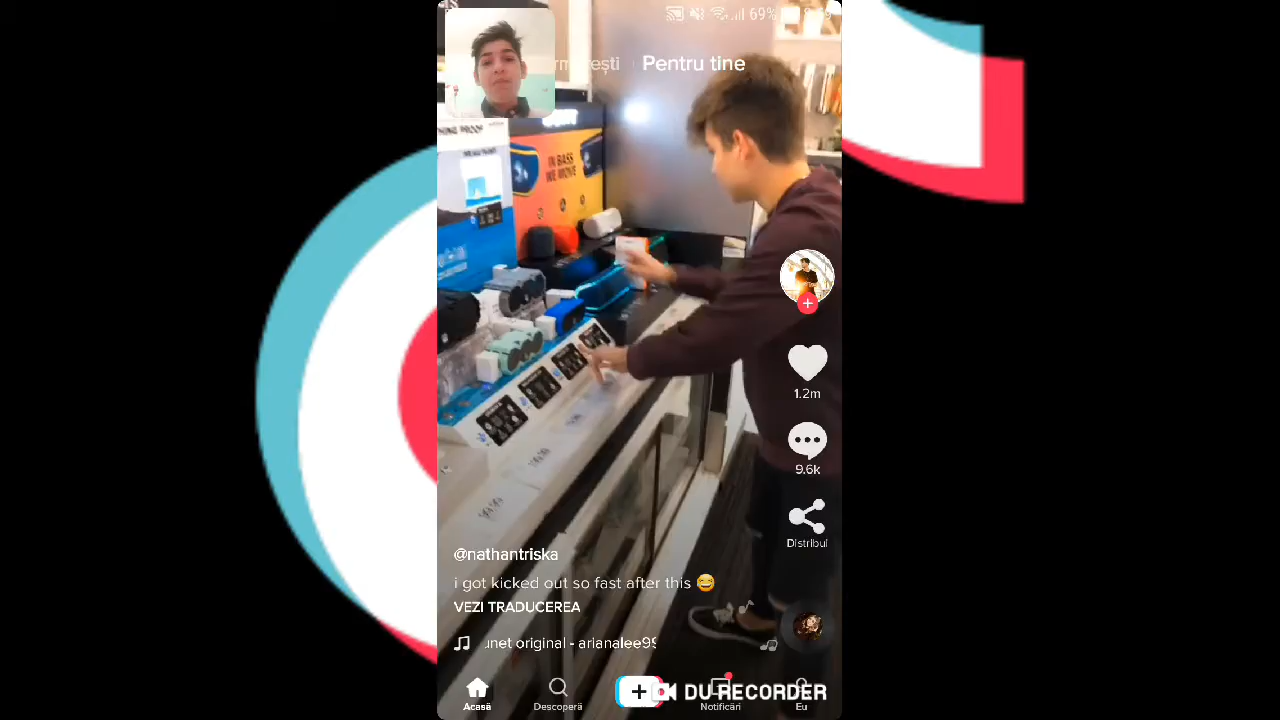 69%
Pentru tine
IN BASS
WE MOVE
1.2m
9.6k
Distribui
@nathantriska
i got kicked out so fast after this 😂
VEZI TRADUCEREA
unet original - arianalee99
Acasă
Descoperă
Notificări
Eu
DU RECORDER